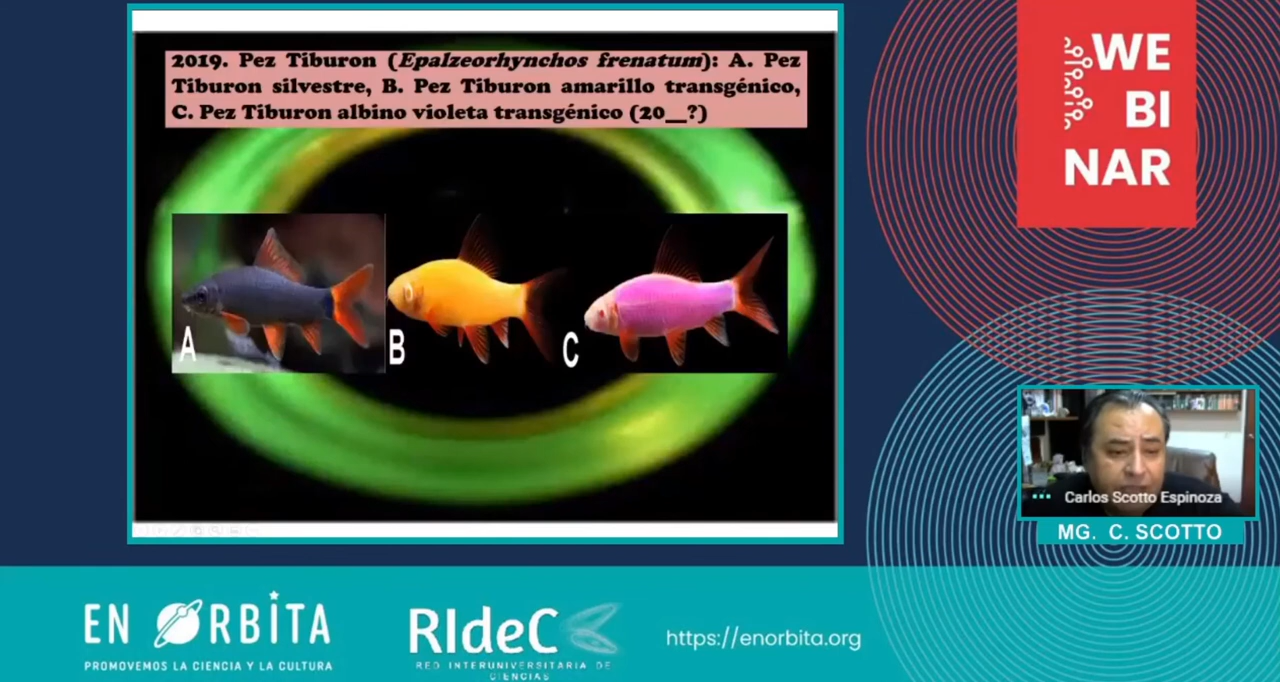 2019. Pez Tiburon (Epalzeorhynchos frenatum): A. Pez
Tiburon silvestre, B. Pez Tiburon amarillo transgénico,
C. Pez Tiburon albino violeta transgénico (20__?)
A
B
C
WE
BI
NAR
Carlos Scotto Espinoza
MG. C. SCOTTO
EN ORBITA
PROMOVEMOS LA CIENCIA Y LA CULTURA
RIdeC
RED INTERUNIVERSITARIA DE
CIENCIAS
https://enorbita.org